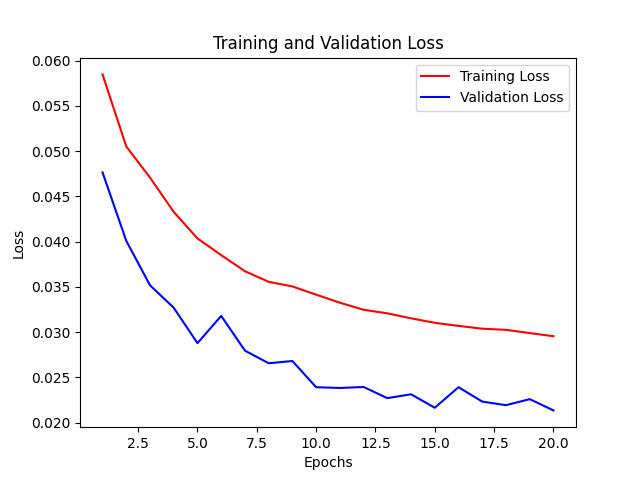 Training and Validation Loss
Training Loss
Validation Loss
Loss
0.060
0.055
0.050
0.045
0.040
0.035
0.030
0.025
0.020
2.5 5.0 7.5 10.0 12.5 15.0 17.5 20.0
Epochs